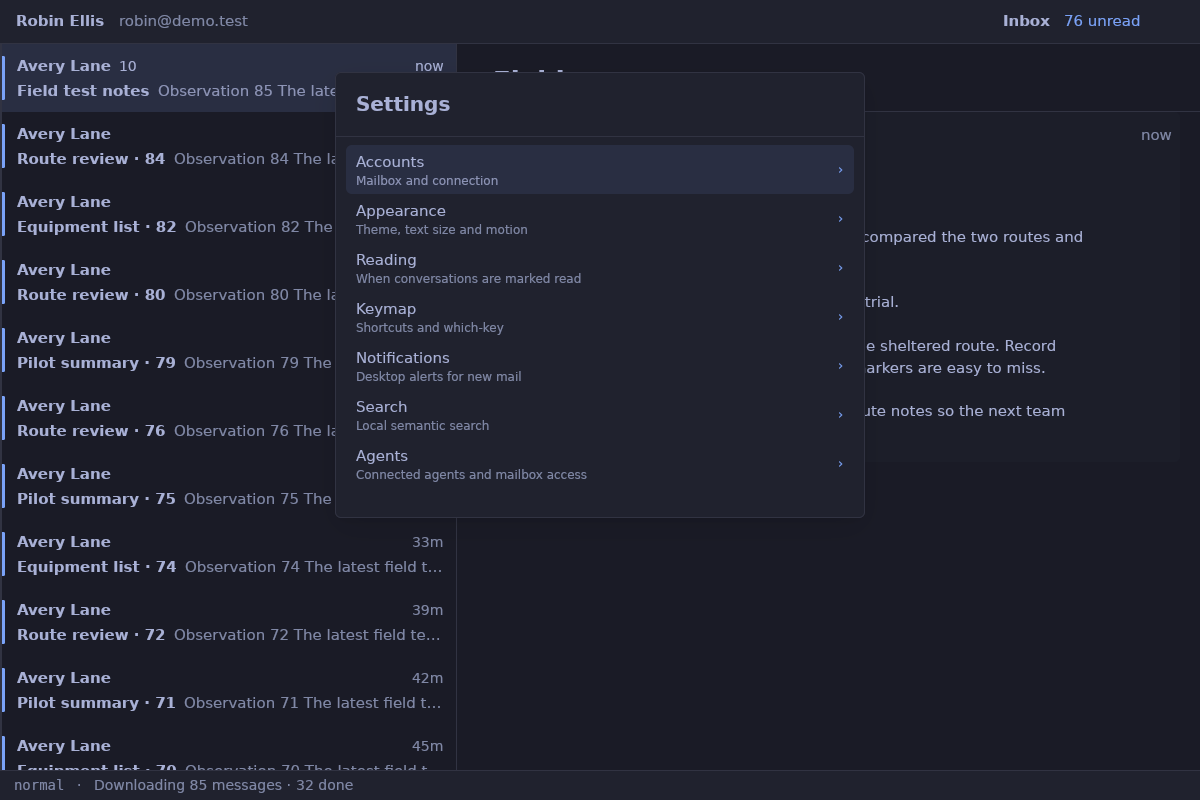 Robin Ellis robin@demo.test Inbox 76 unread
Avery Lane 10 now
Field test notes Observation 85 The late
Avery Lane
Route review · 84 Observation 84 The la
Avery Lane
Equipment list · 82 Observation 82 The
Avery Lane
Route review · 80 Observation 80 The la
Avery Lane
Pilot summary · 79 Observation 79 The
Avery Lane
Route review · 76 Observation 76 The la
Avery Lane
Pilot summary · 75 Observation 75 The
Avery Lane 33m
Equipment list · 74 Observation 74 The latest field t…
Avery Lane 39m
Route review · 72 Observation 72 The latest field te…
Avery Lane 42m
Pilot summary · 71 Observation 71 The latest field t…
Avery Lane 45m
Equipment list · 70 Observation 70 The latest field t…
Settings
Accounts
Mailbox and connection
Appearance
Theme, text size and motion
Reading
When conversations are marked read
Keymap
Shortcuts and which-key
Notifications
Desktop alerts for new mail
Search
Local semantic search
Agents
Connected agents and mailbox access
now
compared the two routes and
trial.
e sheltered route. Record
arkers are easy to miss.
ute notes so the next team
normal · Downloading 85 messages · 32 done